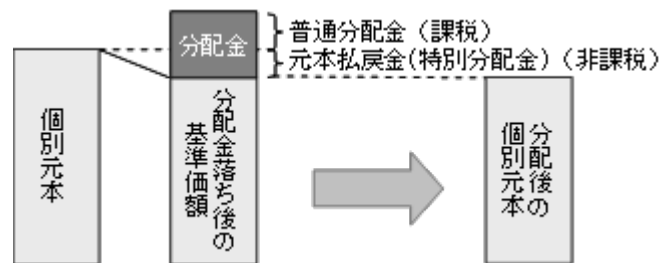 分配金
普通分配金（課税）
元本払戻金(特別分配金)（非課税）
個別元本
分配金落ち後の
基準価額
分配後の
個別元本